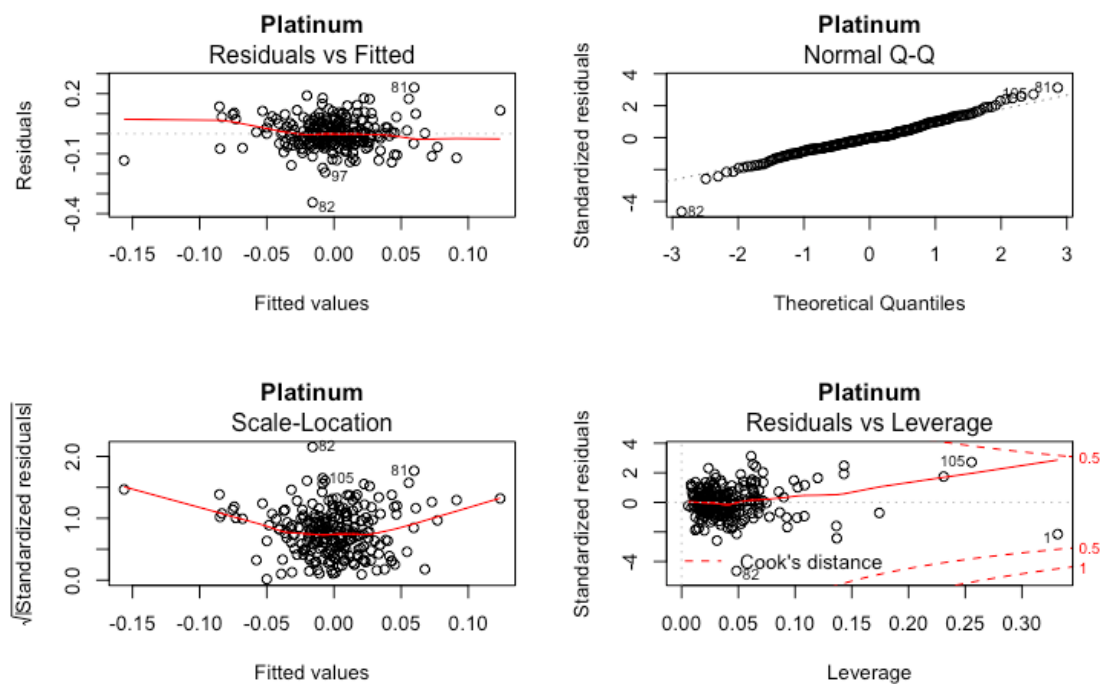 Platinum
Residuals vs Fitted
Residuals
0.2
-0.1
-0.4
81
97
82
-0.15 -0.10 -0.05 0.00 0.05 0.10
Fitted values
Platinum
Normal Q-Q
Standardized residuals
4
2
0
-4
105
81
82
-3 -2 -1 0 1 2 3
Theoretical Quantiles
Platinum
Scale-Location
√|Standardized residuals|
2.0
1.0
0.0
82
105
81
-0.15 -0.10 -0.05 0.00 0.05 0.10
Fitted values
Platinum
Residuals vs Leverage
Standardized residuals
4
2
0
-4
105
1
82
Cook's distance
0.5
0.5
1
0.00 0.05 0.10 0.15 0.20 0.25 0.30
Leverage